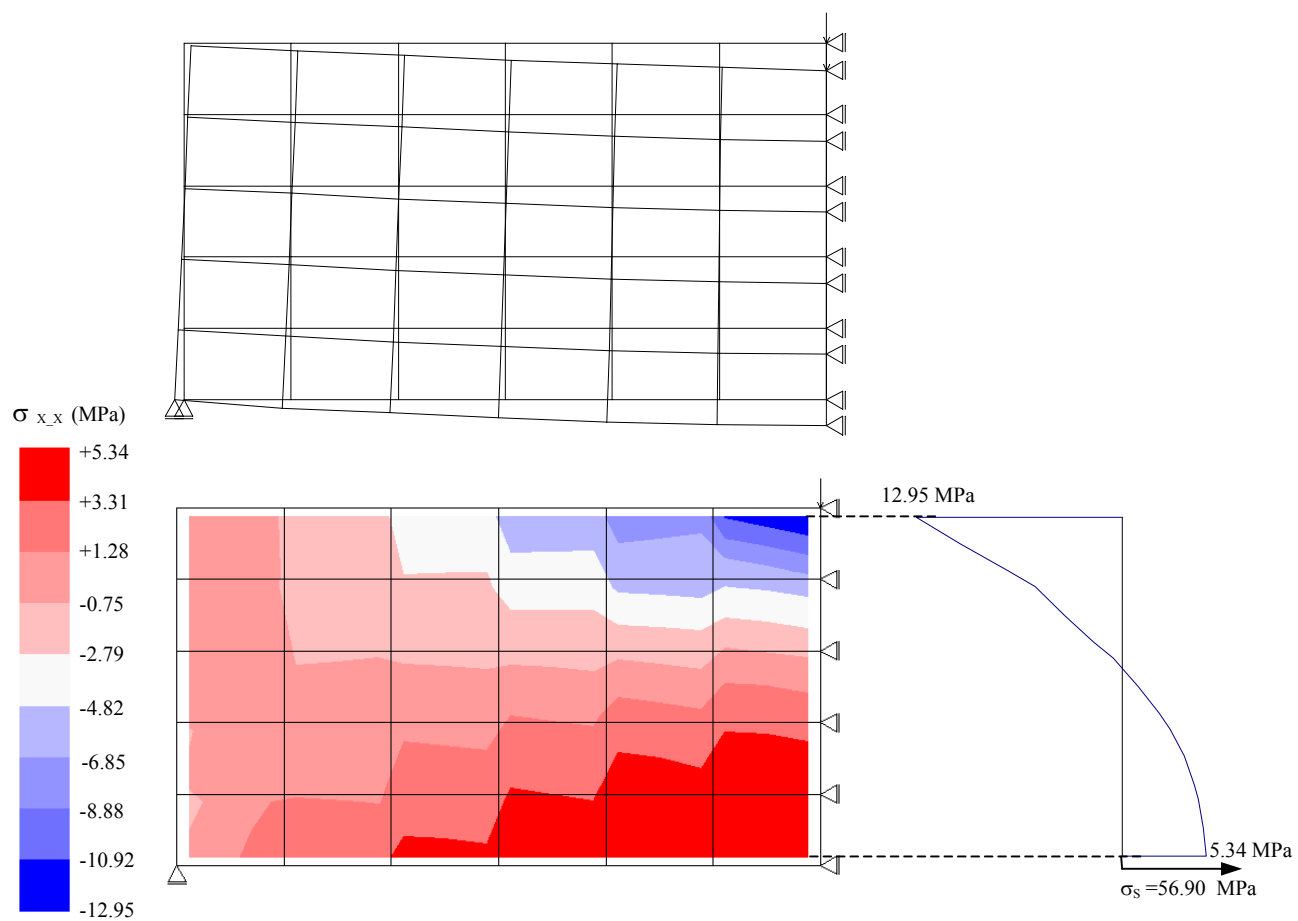 σ X_X (MPa)
+5.34
+3.31
+1.28
-0.75
-2.79
-4.82
-6.85
-8.88
-10.92
-12.95
12.95 MPa
5.34 MPa
σS =56.90 MPa